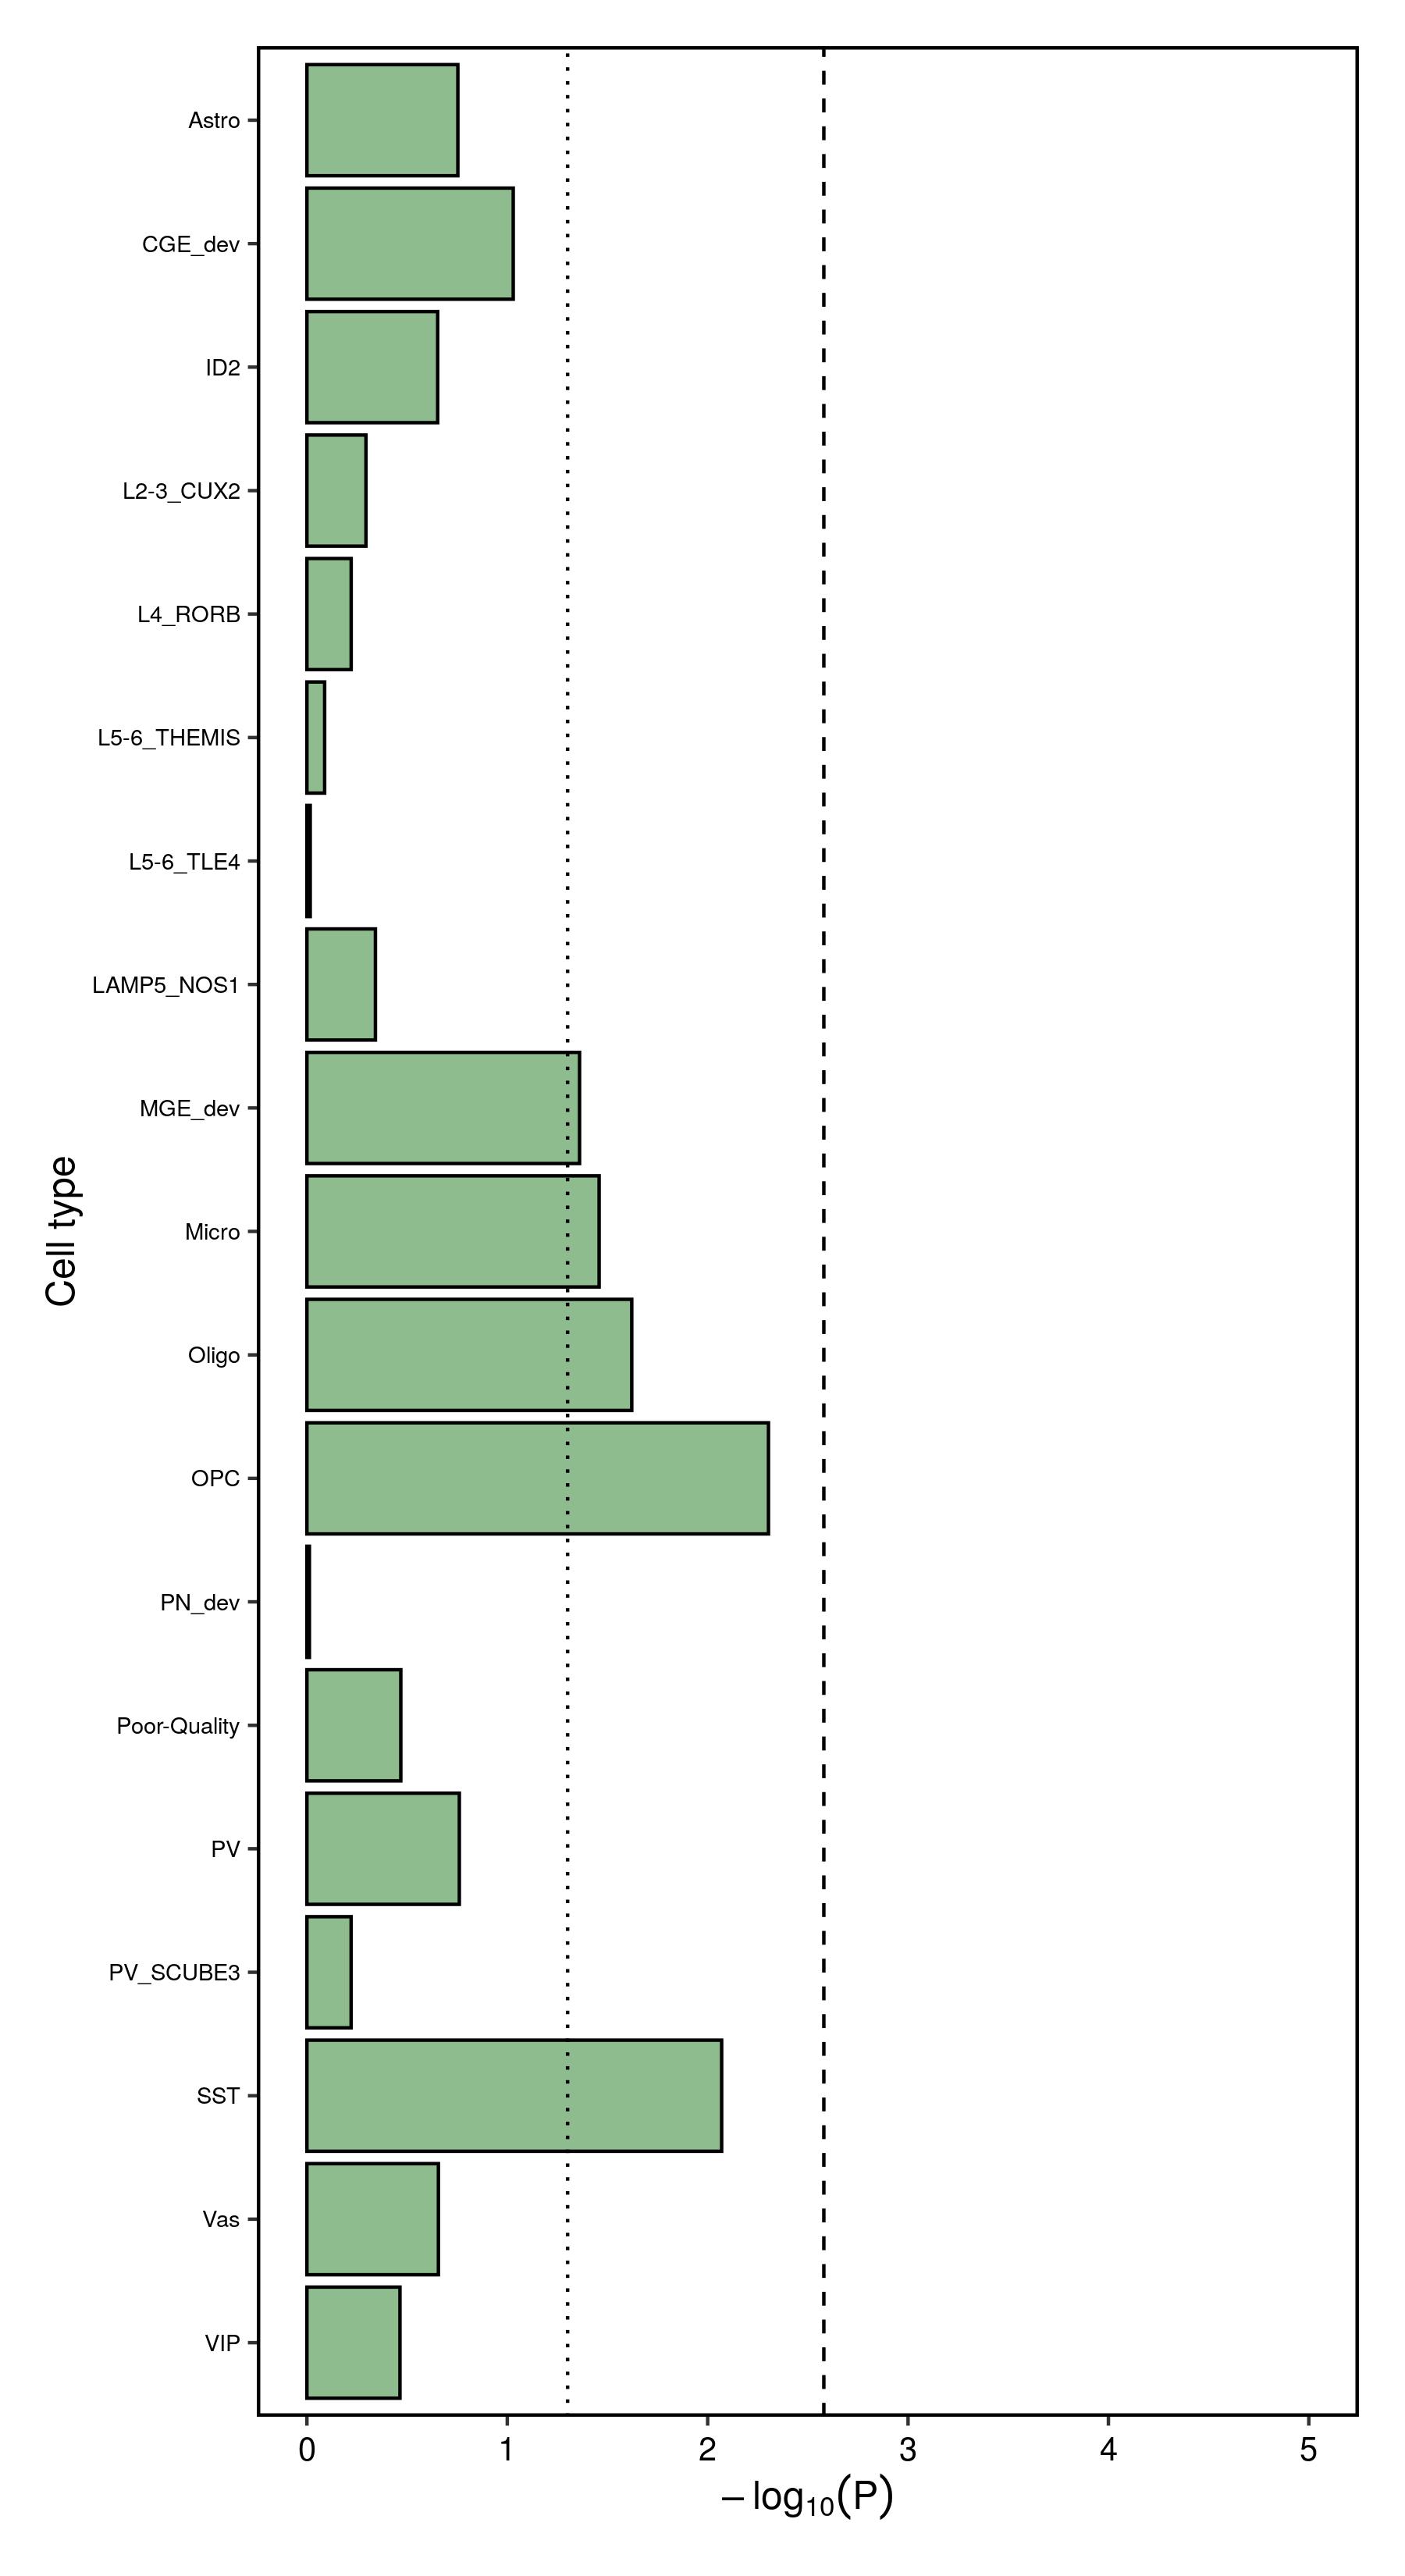 Astro
CGE_dev
ID2
L2-3_CUX2
L4_RORB
L5-6_THEMIS
L5-6_TLE4
LAMP5_NOS1
MGE_dev
Micro
Oligo
OPC
PN_dev
Poor-Quality
PV
PV_SCUBE3
SST
Vas
VIP
Cell type
0 1 2 3 4 5
−log₁₀(P)